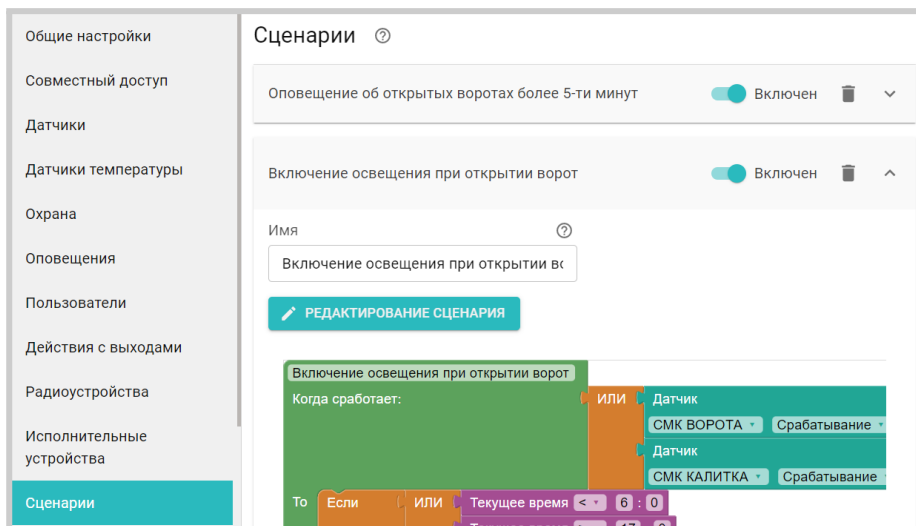 Общие настройки
Совместный доступ
Датчики
Датчики температуры
Охрана
Оповещения
Пользователи
Действия с выходами
Радиоустройства
Исполнительные
устройства
Сценарии
Сценарии ?
Оповещение об открытых воротах более 5-ти минут Включен
Включение освещения при открытии ворот Включен
Имя ?
Включение освещения при открытии вс
РЕДАКТИРОВАНИЕ СЦЕНАРИЯ
Включение освещения при открытии ворот
Когда сработает: ИЛИ Датчик
СМК ВОРОТА Срабатывание
Датчик
СМК КАЛИТКА Срабатывание
То Если ИЛИ Текущее время < 6 : 0